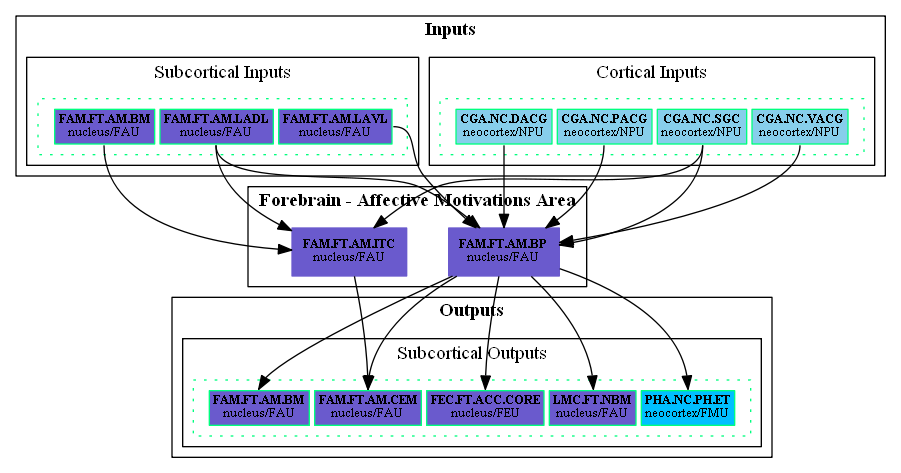 Inputs
Subcortical Inputs
Cortical Inputs
FAM.FT.AM.BM
nucleus/FAU
FAM.FT.AM.LADL
nucleus/FAU
FAM.FT.AM.LAVL
nucleus/FAU
CGA.NC.DACG
neocortex/NPU
CGA.NC.PACG
neocortex/NPU
CGA.NC.SGC
neocortex/NPU
CGA.NC.VACG
neocortex/NPU
Forebrain - Affective Motivations Area
FAM.FT.AM.ITC
nucleus/FAU
FAM.FT.AM.BP
nucleus/FAU
Outputs
Subcortical Outputs
FAM.FT.AM.BM
nucleus/FAU
FAM.FT.AM.CEM
nucleus/FAU
FEC.FT.ACC.CORE
nucleus/FEU
LMC.FT.NBM
nucleus/FAU
PHA.NC.PH.ET
neocortex/FMU